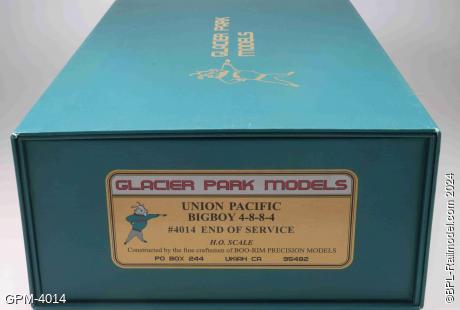 GLACIER PARK
MODELS
GLACIER PARK MODELS
UNION PACIFIC
BIGBOY 4-8-8-4
#4014 END OF SERVICE
H.O. SCALE
Constructed by the fine craftsmen of BOO-RIM PRECISION MODELS
PO BOX 244 UKIAH CA 95482
GPM-4014
©BPL-Railmodel.com 2024